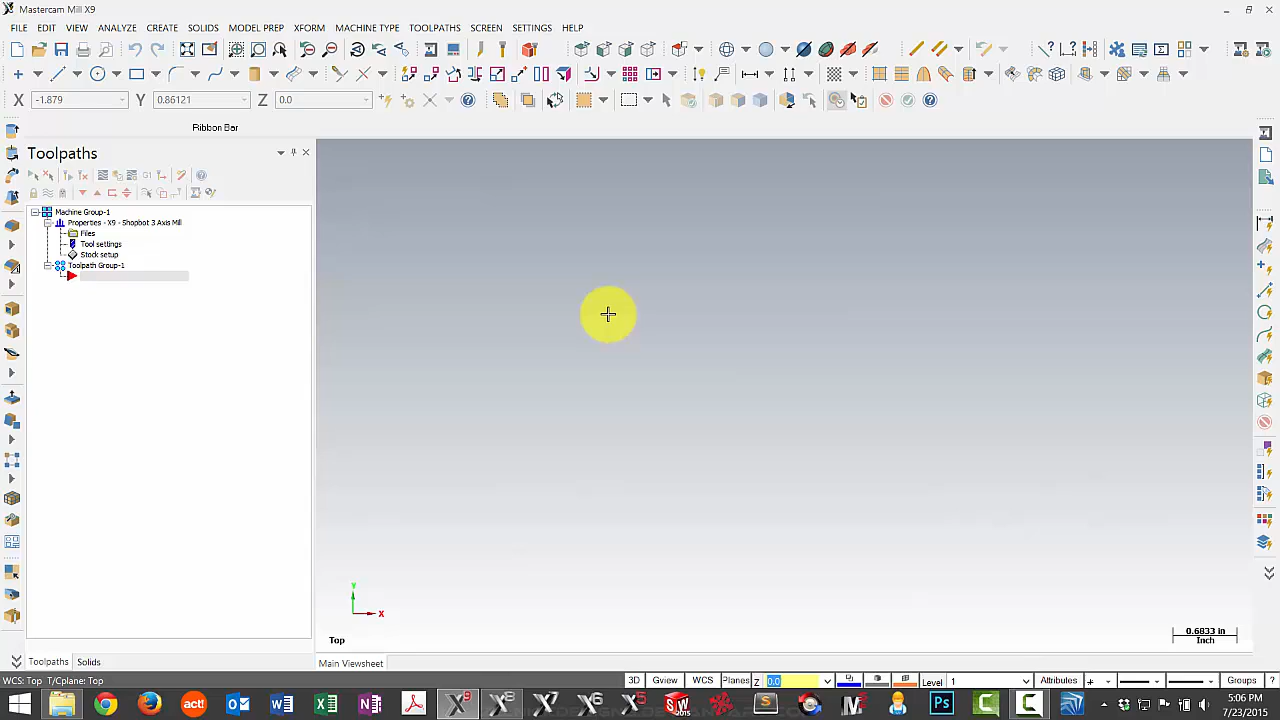 Mastercam Mill X9
FILE EDIT VIEW ANALYZE CREATE SOLIDS MODEL PREP XFORM MACHINE TYPE TOOLPATHS SCREEN SETTINGS HELP
X -1.879 Y 0.86121 Z 0.0
Ribbon Bar
Toolpaths
Machine Group-1
Properties - X9 - Shopbot 3 Axis Mill
Files
Tool settings
Stock setup
Toolpath Group-1
Y
X
Top
0.6833 in
Inch
Toolpaths Solids
Main Viewsheet
WCS: Top T/Cplane: Top
3D Gview WCS Planes Z 0.0 Level 1 Attributes Groups ?
5:06 PM
7/23/2015